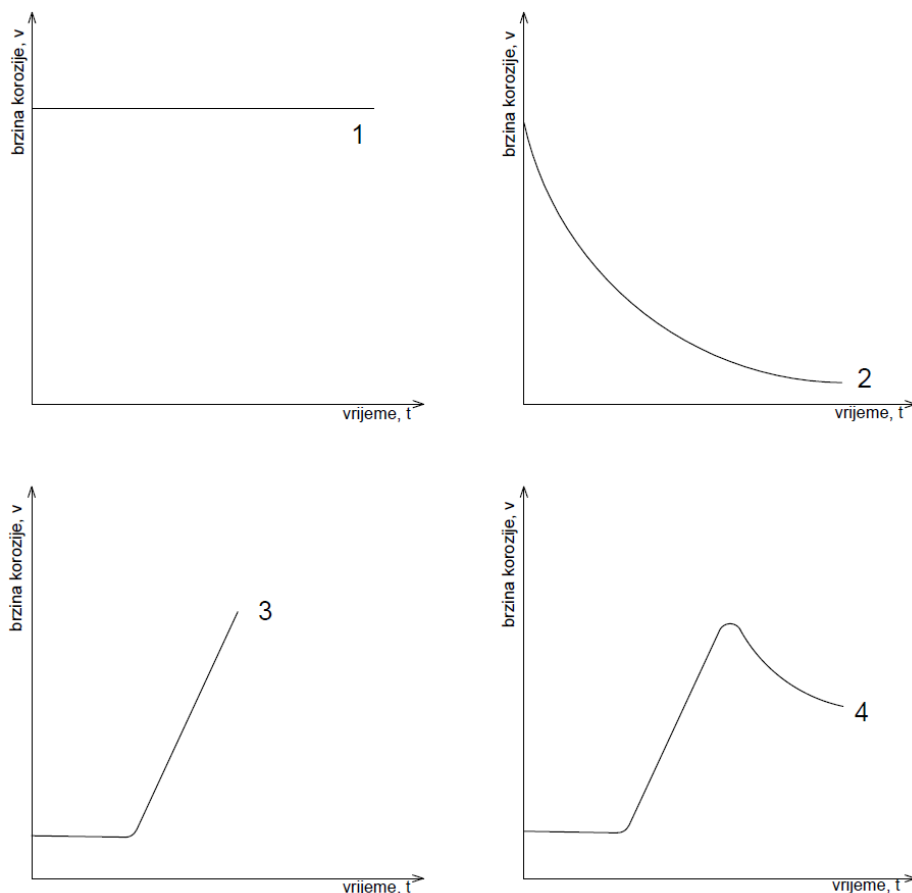 brzina korozije, v
1
vrijeme, t
brzina korozije, v
2
vrijeme, t
brzina korozije, v
3
vrijeme, t
brzina korozije, v
4
vrijeme, t